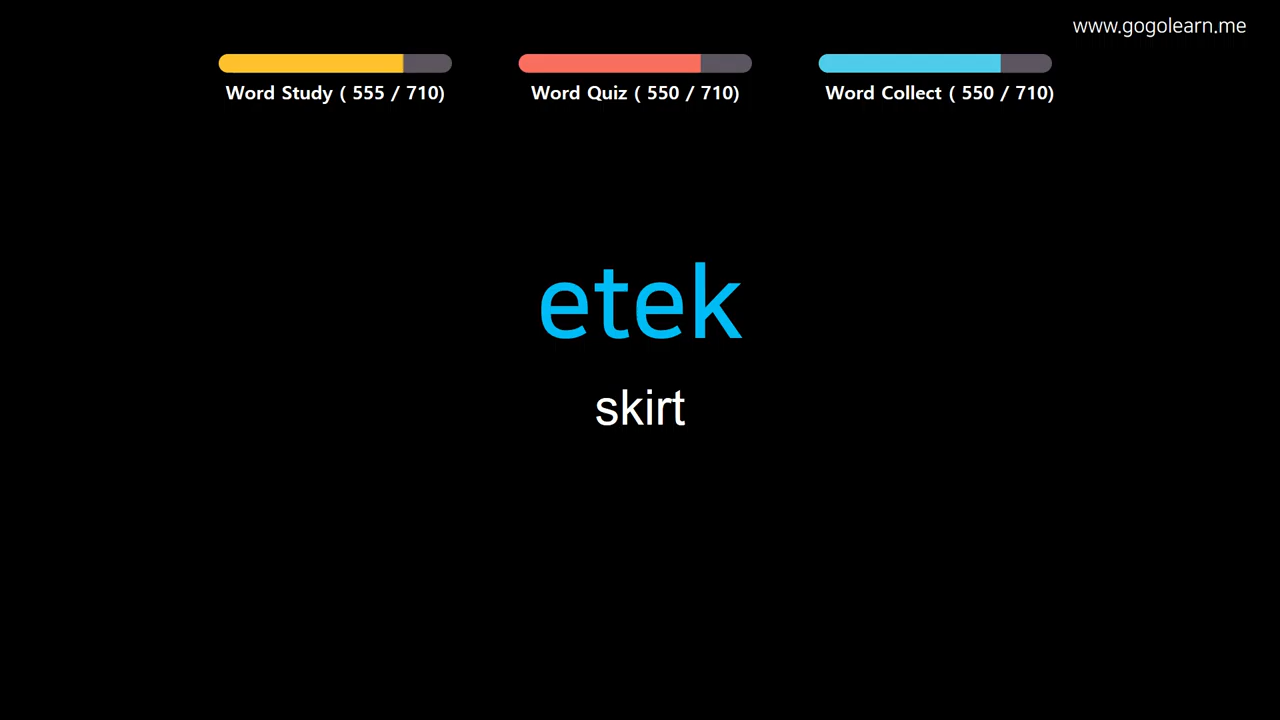 www.gogolearn.me
Word Study ( 555 / 710)
Word Quiz ( 550 / 710)
Word Collect ( 550 / 710)
etek
skirt